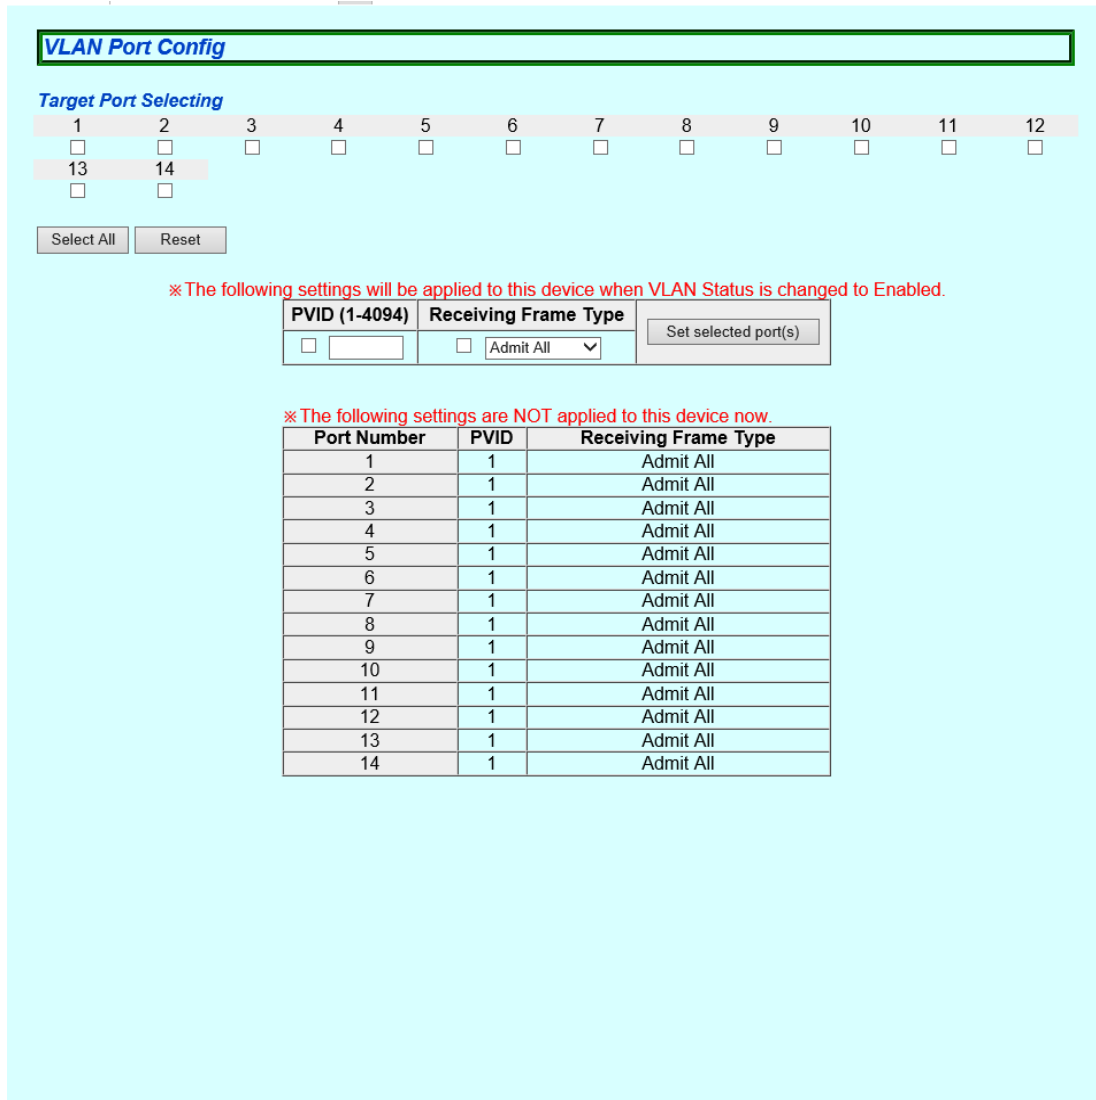 VLAN Port Config
Target Port Selecting
1 2 3 4 5 6 7 8 9 10 11 12
13 14
Select All Reset
※The following settings will be applied to this device when VLAN Status is changed to Enabled.
PVID (1-4094) Receiving Frame Type Set selected port(s)
Admit All
※The following settings are NOT applied to this device now.
Port Number PVID Receiving Frame Type
1 1 Admit All
2 1 Admit All
3 1 Admit All
4 1 Admit All
5 1 Admit All
6 1 Admit All
7 1 Admit All
8 1 Admit All
9 1 Admit All
10 1 Admit All
11 1 Admit All
12 1 Admit All
13 1 Admit All
14 1 Admit All